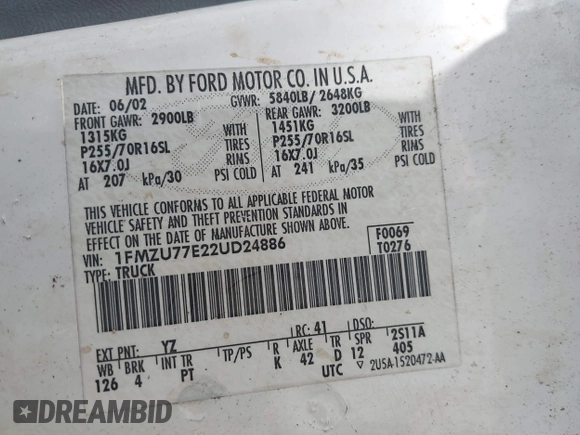 MFD. BY FORD MOTOR CO. IN U.S.A.
DATE: 06/02 GVWR: 5840LB/ 2648KG
FRONT GAWR: 2900LB REAR GAWR: 3200LB
1315KG WITH 1451KG WITH
P255/70R16SL TIRES P255/70R16SL TIRES
16X7.0J RIMS 16X7.0J RIMS
AT 207 kPa/30 PSI COLD AT 241 kPa/35 PSI COLD
THIS VEHICLE CONFORMS TO ALL APPLICABLE FEDERAL MOTOR
VEHICLE SAFETY AND THEFT PREVENTION STANDARDS IN
EFFECT ON THE DATE OF MANUFACTURE SHOWN ABOVE.
VIN: 1FMZU77E22UD24886 F0069
TYPE: TRUCK T0276
EXT PNT: YZ RC: 41 DSO:
WB BRK INT TR TP/PS R AXLE TR SPR 2S11A
126 4 PT K 42 D 12 405
UTC ▽ 2U5A-1520472-AA
DREAMBID